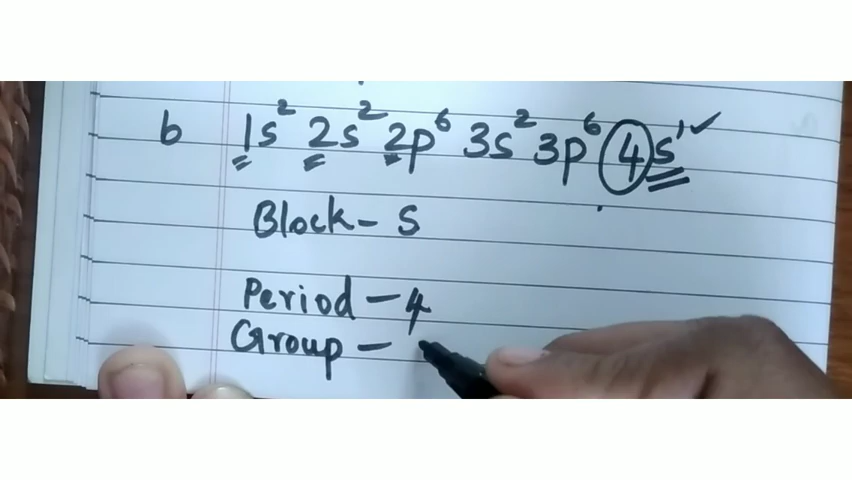 b 1s² 2s² 2p⁶ 3s² 3p⁶ 4s¹ ✓
Block - S
Period - 4
Group -